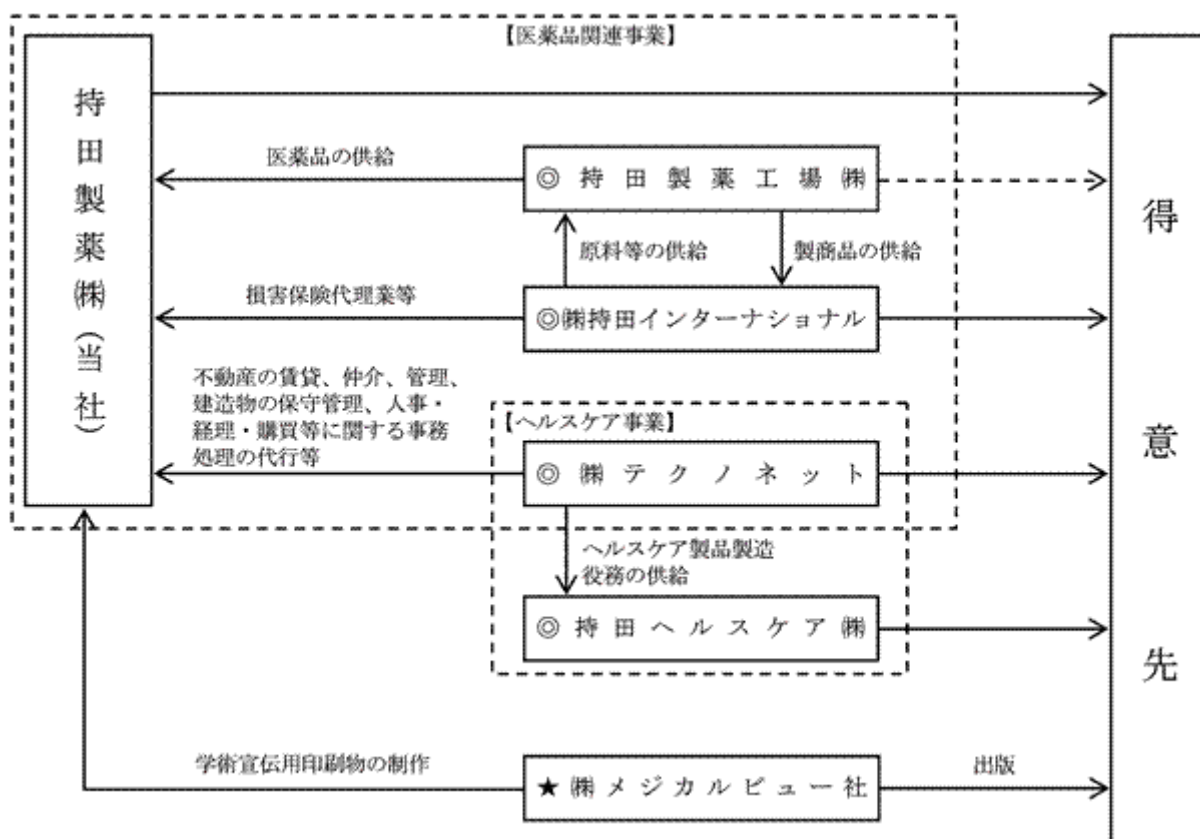 【医薬品関連事業】
持田製薬㈱(当社)
医薬品の供給
◎持田製薬工場㈱
原料等の供給
製商品の供給
損害保険代理業等
◎㈱持田インターナショナル
不動産の賃貸、仲介、管理、
建造物の保守管理、人事・
経理・購買等に関する事務
処理の代行等
【ヘルスケア事業】
◎㈱テクノネット
ヘルスケア製品製造
役務の供給
◎持田ヘルスケア㈱
学術宣伝用印刷物の制作
★㈱メジカルビュー社
出版
得意先